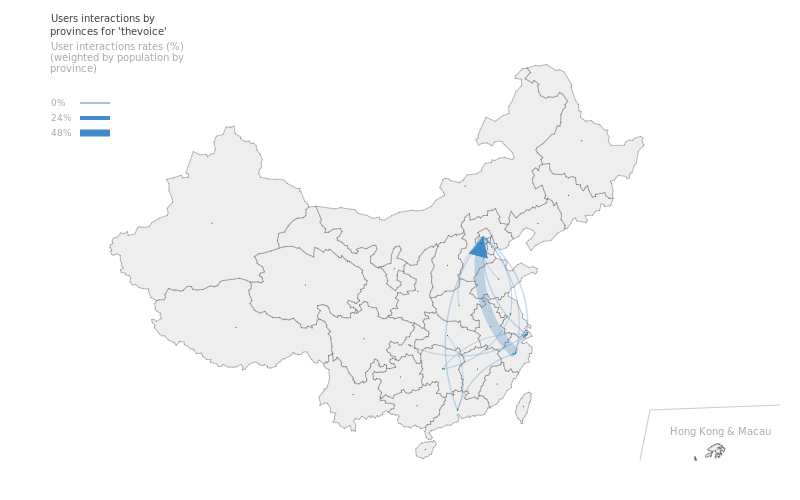 Users interactions by
provinces for 'thevoice'
User interactions rates (%)
(weighted by population by
province)
0%
24%
48%
Hong Kong & Macau